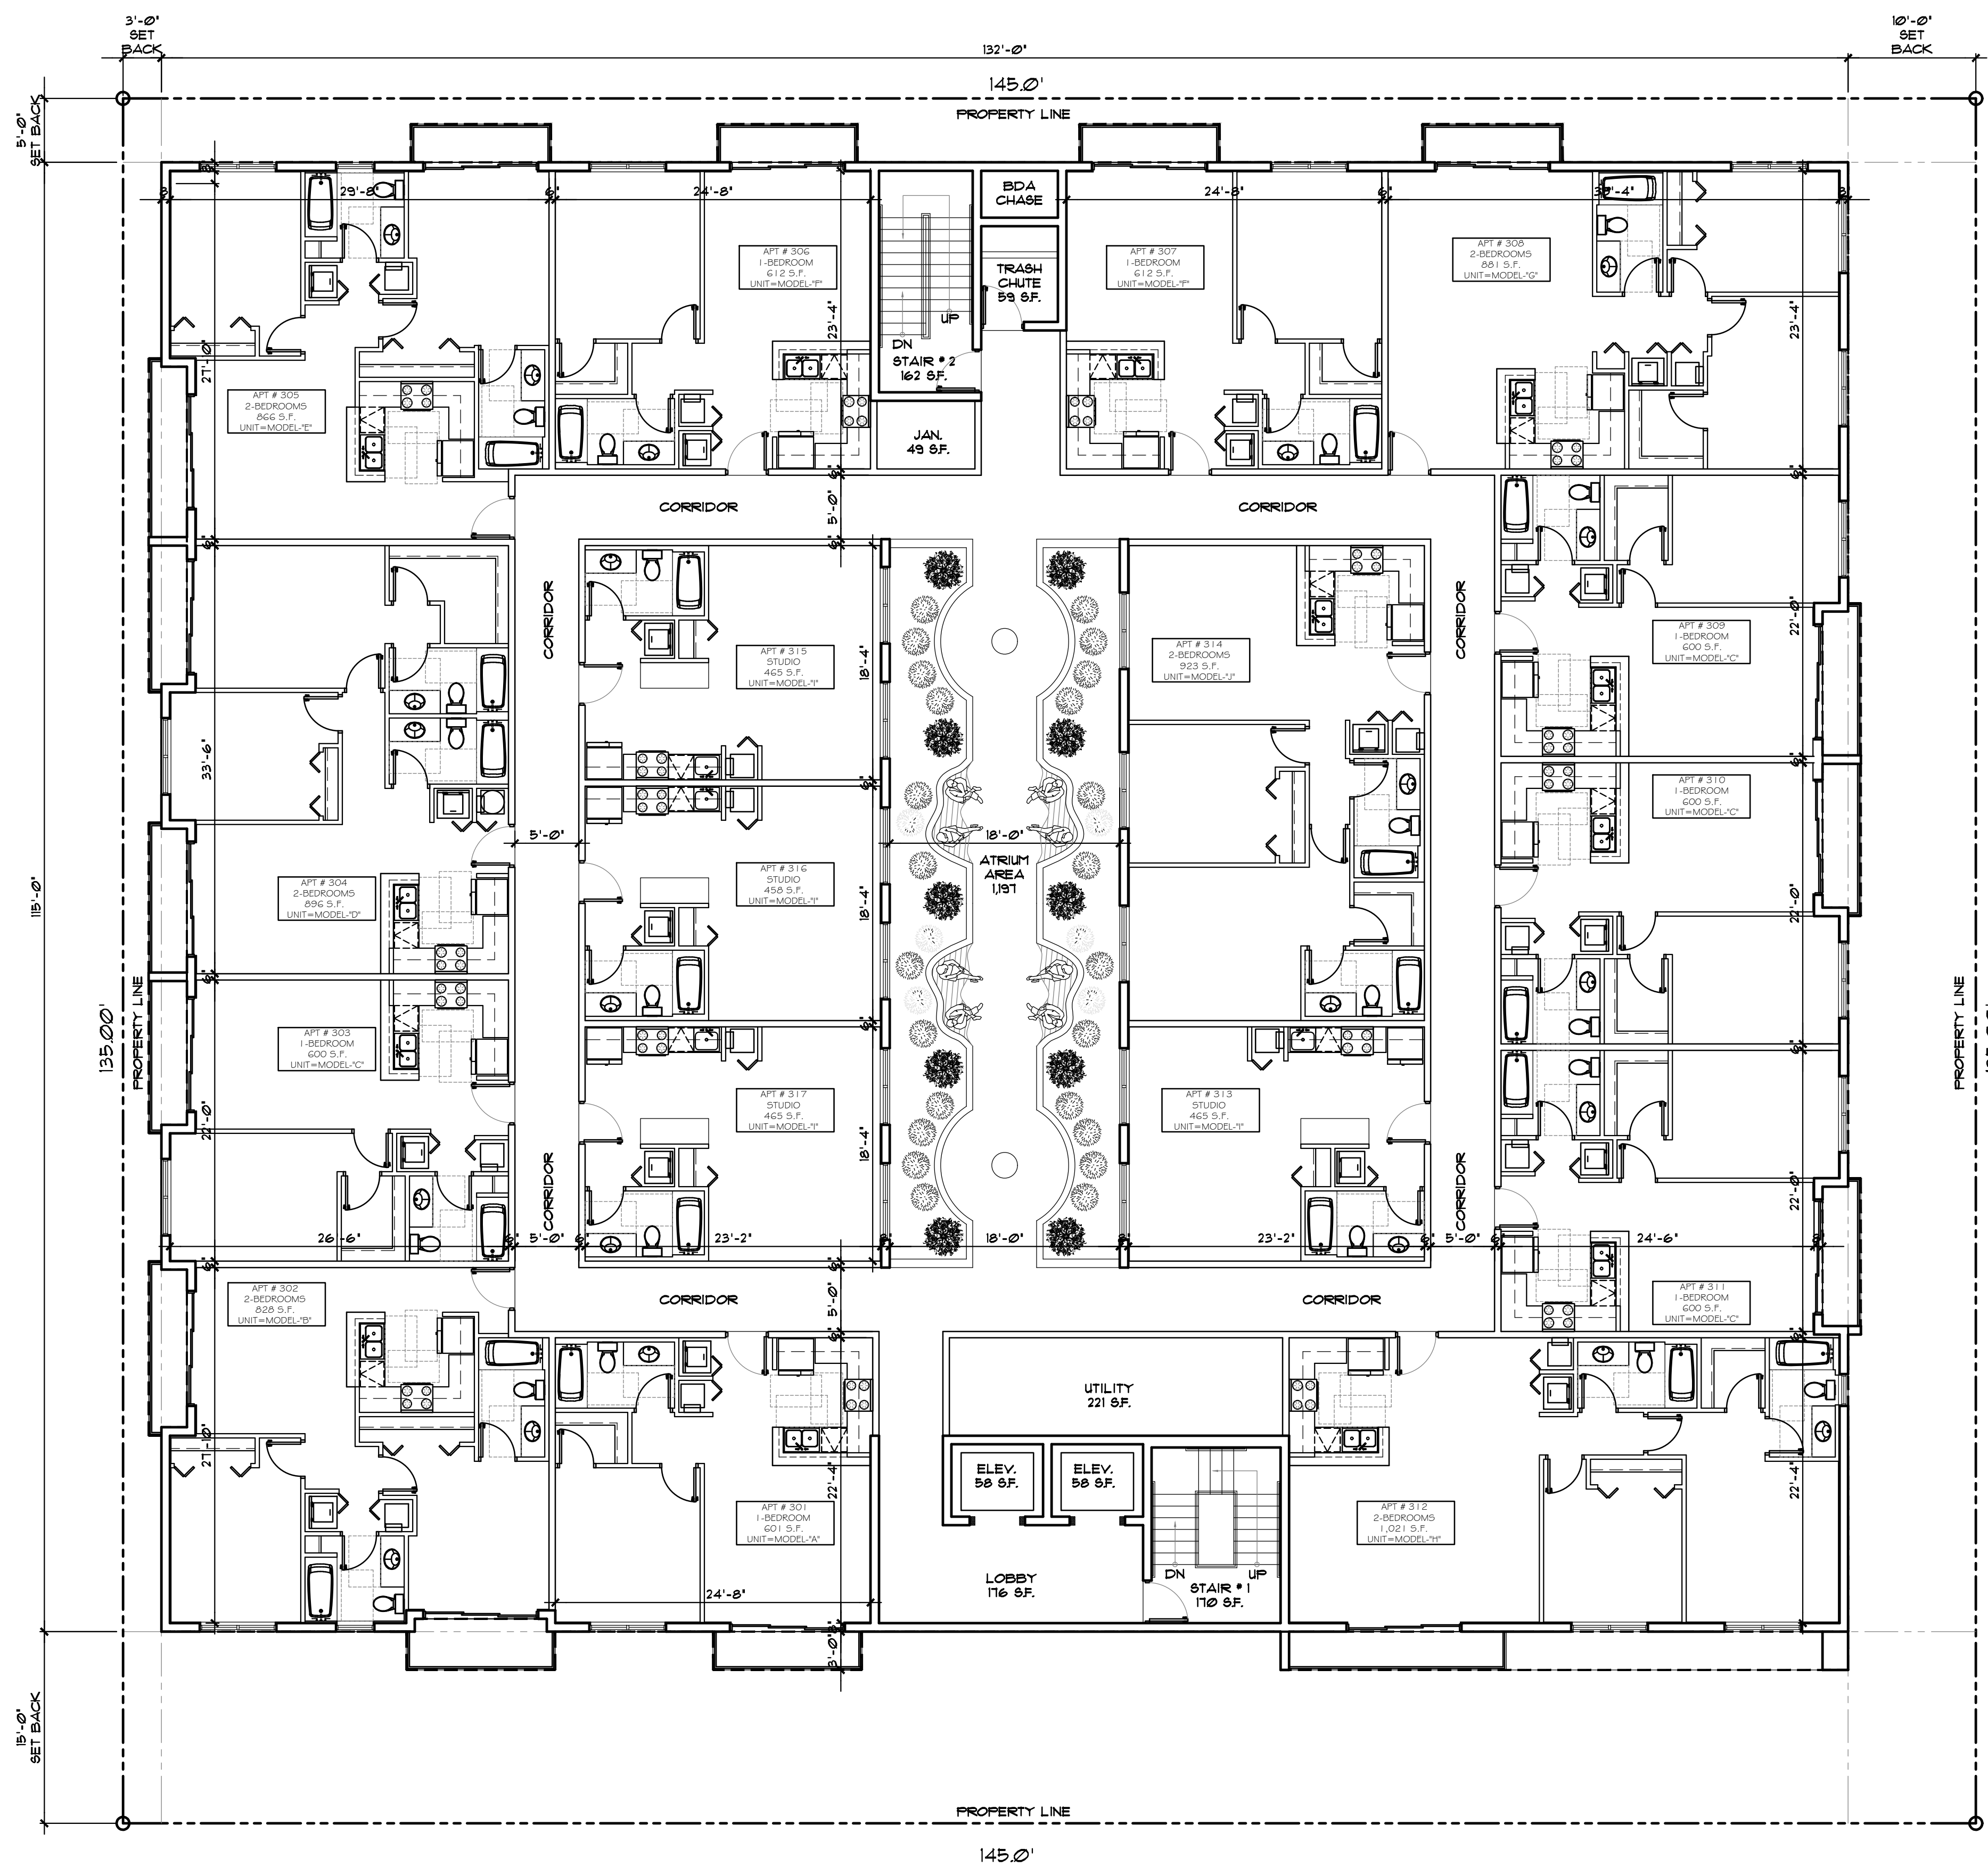 3'-0"
SET
BACK
132'-0"
10'-0"
SET
BACK
145.0'
PROPERTY LINE
5'-0"
SET BACK
29'-8"
6"
24'-8"
24'-8"
6"
BDA
CHASE
TRASH
CHUTE
59 S.F.
UP
DN
STAIR # 2
162 S.F.
JAN.
49 S.F.
APT # 306
1-BEDROOM
612 S.F.
UNIT=MODEL-"F"
23'-4"
APT # 307
1-BEDROOM
612 S.F.
UNIT=MODEL-"F"
APT # 308
2-BEDROOMS
881 S.F.
UNIT=MODEL-"G"
23'-4"
27'-0"
APT # 305
2-BEDROOMS
866 S.F.
UNIT=MODEL-"E"
CORRIDOR
5'-0"
CORRIDOR
CORRIDOR
CORRIDOR
APT # 315
STUDIO
465 S.F.
UNIT=MODEL-"I"
18'-4"
APT # 314
2-BEDROOMS
923 S.F.
UNIT=MODEL-"J"
22'-0"
APT # 309
1-BEDROOM
600 S.F.
UNIT=MODEL-"C"
33'-6"
APT # 310
1-BEDROOM
600 S.F.
UNIT=MODEL-"C"
5'-0"
18'-0"
ATRIUM
AREA
1,197
115'-0"
APT # 304
2-BEDROOMS
896 S.F.
UNIT=MODEL-"D"
APT # 316
STUDIO
458 S.F.
UNIT=MODEL-"I"
18'-4"
22'-0"
135.00'
PROPERTY LINE
PROPERTY LINE
APT # 303
1-BEDROOM
600 S.F.
UNIT=MODEL-"C"
APT # 317
STUDIO
465 S.F.
UNIT=MODEL-"I"
18'-4"
APT # 313
STUDIO
465 S.F.
UNIT=MODEL-"I"
22'-0"
CORRIDOR
CORRIDOR
22'-0"
26'-6"
5'-0"
6"
23'-2"
18'-0"
23'-2"
6"
5'-0"
6"
24'-6"
APT # 302
2-BEDROOMS
828 S.F.
UNIT=MODEL-"B"
CORRIDOR
5'-0"
CORRIDOR
APT # 311
1-BEDROOM
600 S.F.
UNIT=MODEL-"C"
UTILITY
221 S.F.
27'-10"
22'-4"
ELEV.
58 S.F.
ELEV.
58 S.F.
22'-4"
APT # 301
1-BEDROOM
601 S.F.
UNIT=MODEL-"A"
APT # 312
2-BEDROOMS
1,021 S.F.
UNIT=MODEL-"H"
LOBBY
176 S.F.
DN
UP
STAIR # 1
170 S.F.
24'-8"
3'-0"
15'-0"
SET BACK
PROPERTY LINE
145.0'